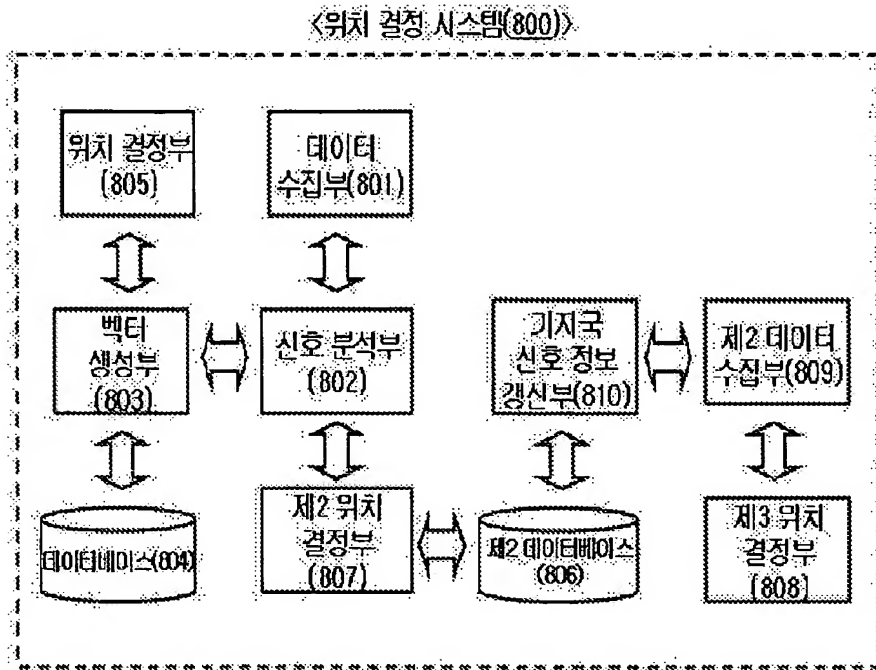 <위치 결정 시스템(800)>
위치 결정부
(805)
데이터
수집부(801)
벡터
생성부
(803)
신호 분석부
(802)
기지국
신호 정보
갱신부(810)
제2 데이터
수집부(809)
데이터베이스(804)
제2 위치
결정부
(807)
제2 데이터베이스
(806)
제3 위치
결정부
(808)